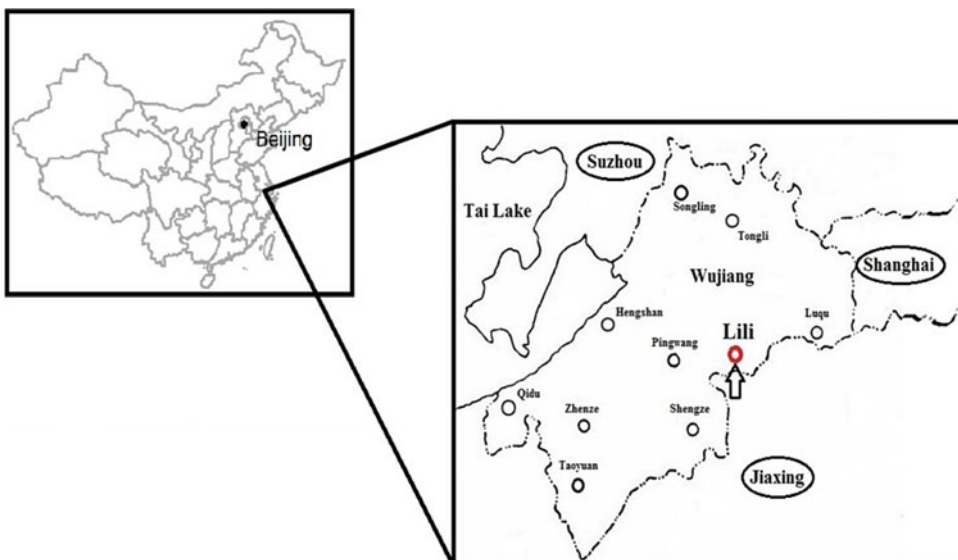 Beijing
Suzhou
Tai Lake
Songling
Tongli
Wujiang
Shanghai
Hengshan
Luqu
Lili
Pingwang
Qidu
Zhenze
Shengze
Taoyuan
Jiaxing